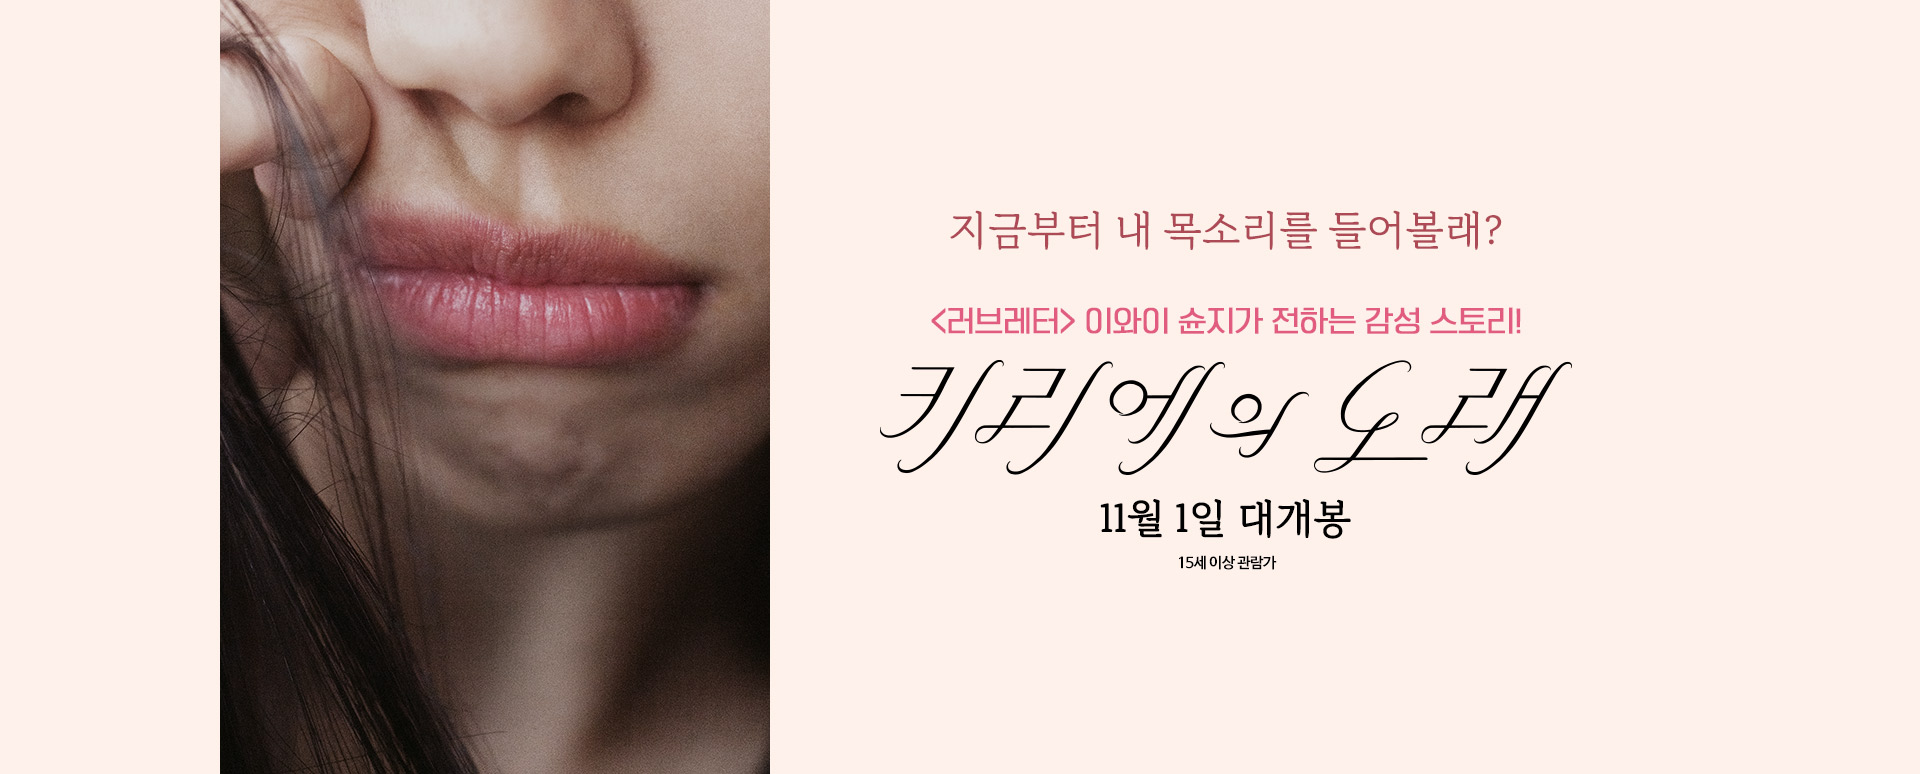 지금부터 내 목소리를 들어볼래?
<러브레터> 이와이 슌지가 전하는 감성 스토리!
키리에의 노래
11월 1일 대개봉
15세 이상 관람가